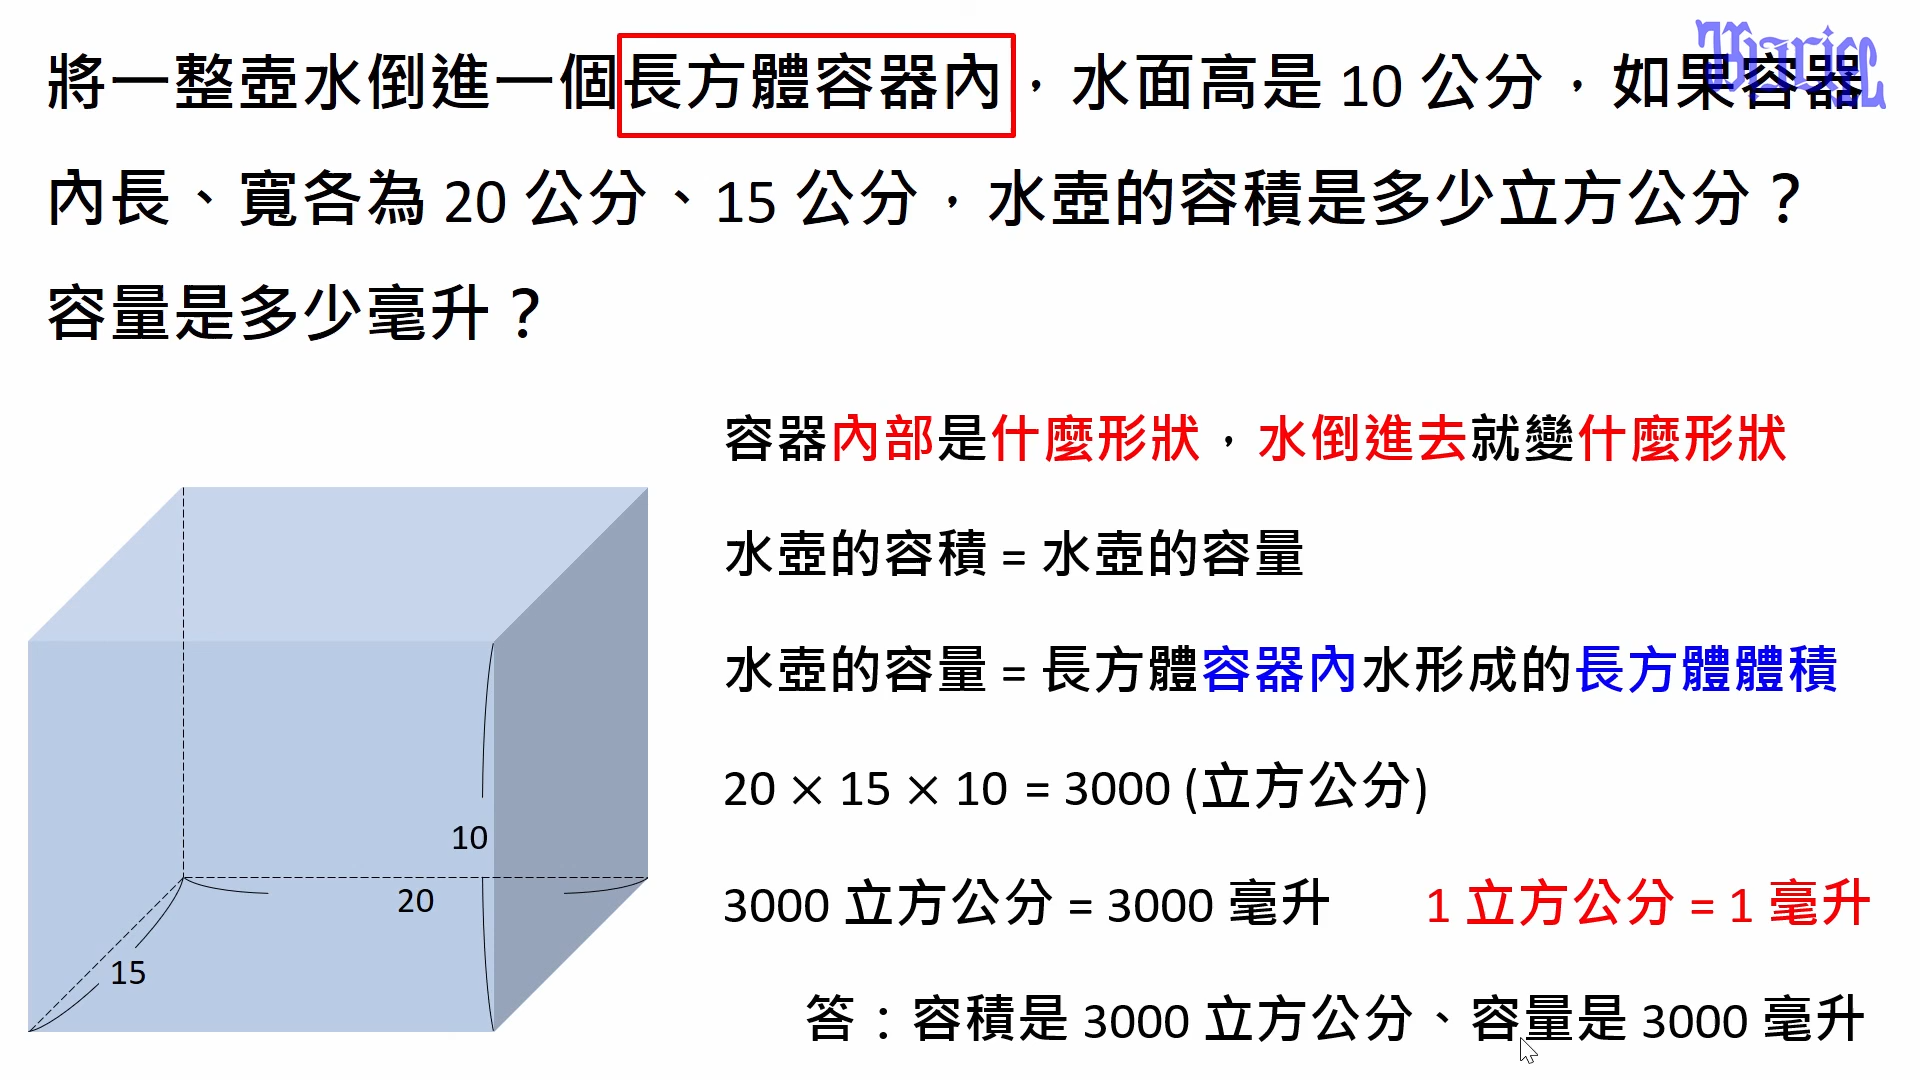 將一整壺水倒進一個長方體容器內，水面高是 10 公分，如果容器
內長、寬各為 20 公分、15 公分，水壺的容積是多少立方公分？
容量是多少毫升？
容器內部是什麼形狀，水倒進去就變什麼形狀
水壺的容積 = 水壺的容量
水壺的容量 = 長方體容器內水形成的長方體體積
20 × 15 × 10 = 3000 (立方公分)
10
20
3000 立方公分 = 3000 毫升 1 立方公分 = 1 毫升
15
答：容積是 3000 立方公分、容量是 3000 毫升